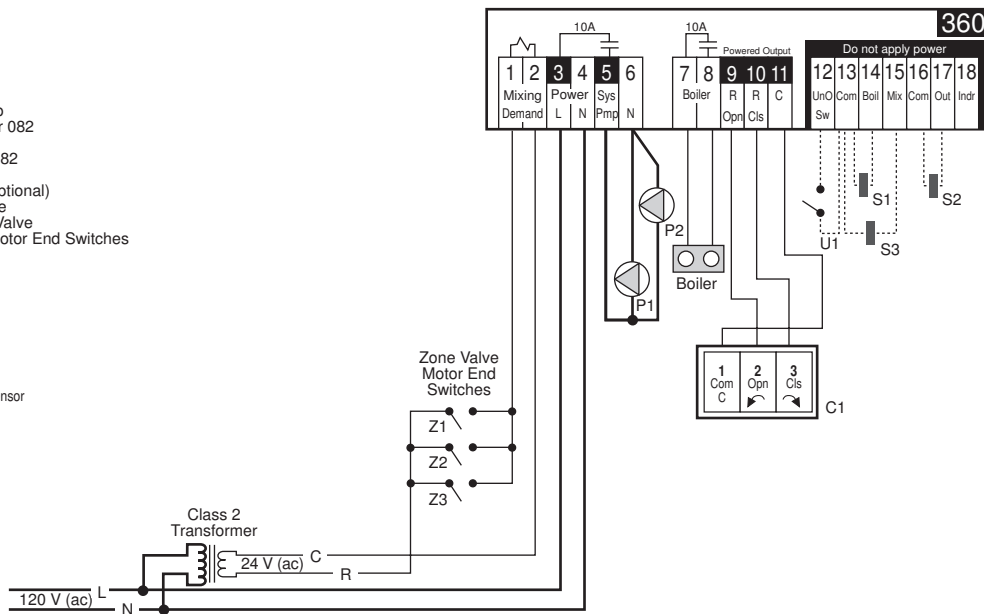 360
10A
10A
Powered Output
Do not apply power
1 2 3 4 5 6
Mixing Power Sys
Demand L N Pmp N
7 8 9 10 11
Boiler R R C
Opn Cls
12 13 14 15 16 17 18
UnO Com Boil Mix Com Out Indr
Sw
r 082
82
tional)
Valve
otor End Switches
nsor
P2
P1
Boiler
S1
S2
U1
S3
1 2 3
Com Opn Cls
C
C1
Zone Valve
Motor End
Switches
Z1
Z2
Z3
Class 2
Transformer
24 V (ac)
C
R
120 V (ac)
L
N